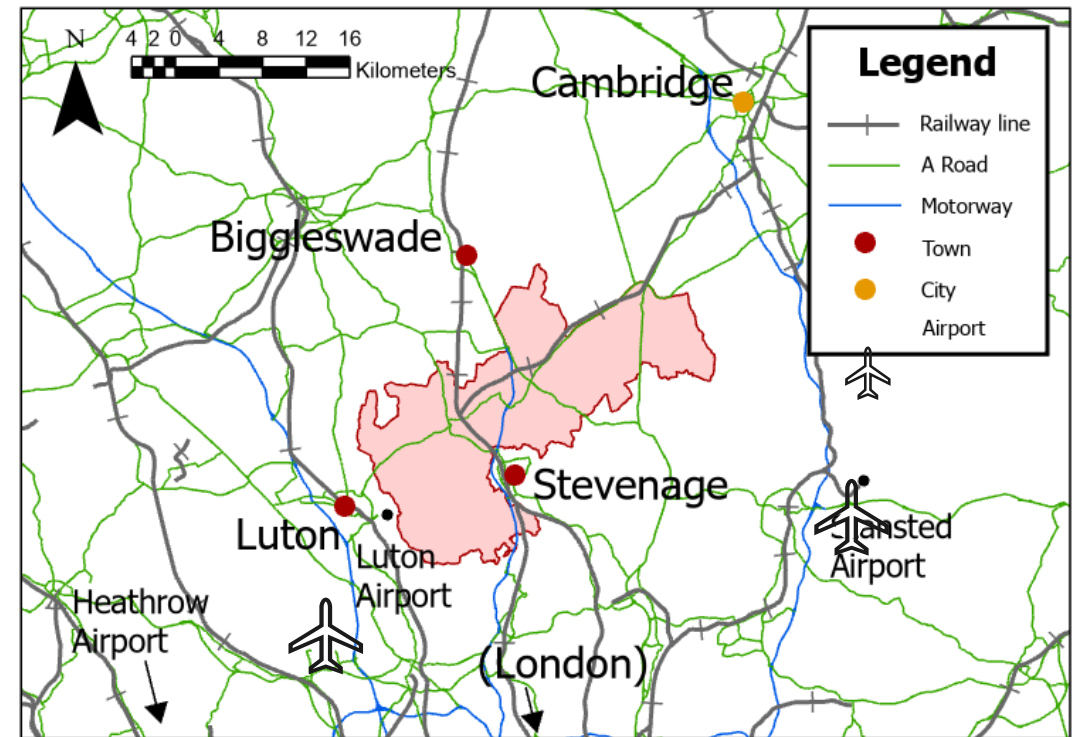 N
4 2 0 4 8 12 16
Kilometers
Cambridge
Legend
Railway line
A Road
Motorway
Town
City
Airport
Biggleswade
Stevenage
Luton
Luton
Airport
Stansted
Airport
Heathrow
Airport
(London)